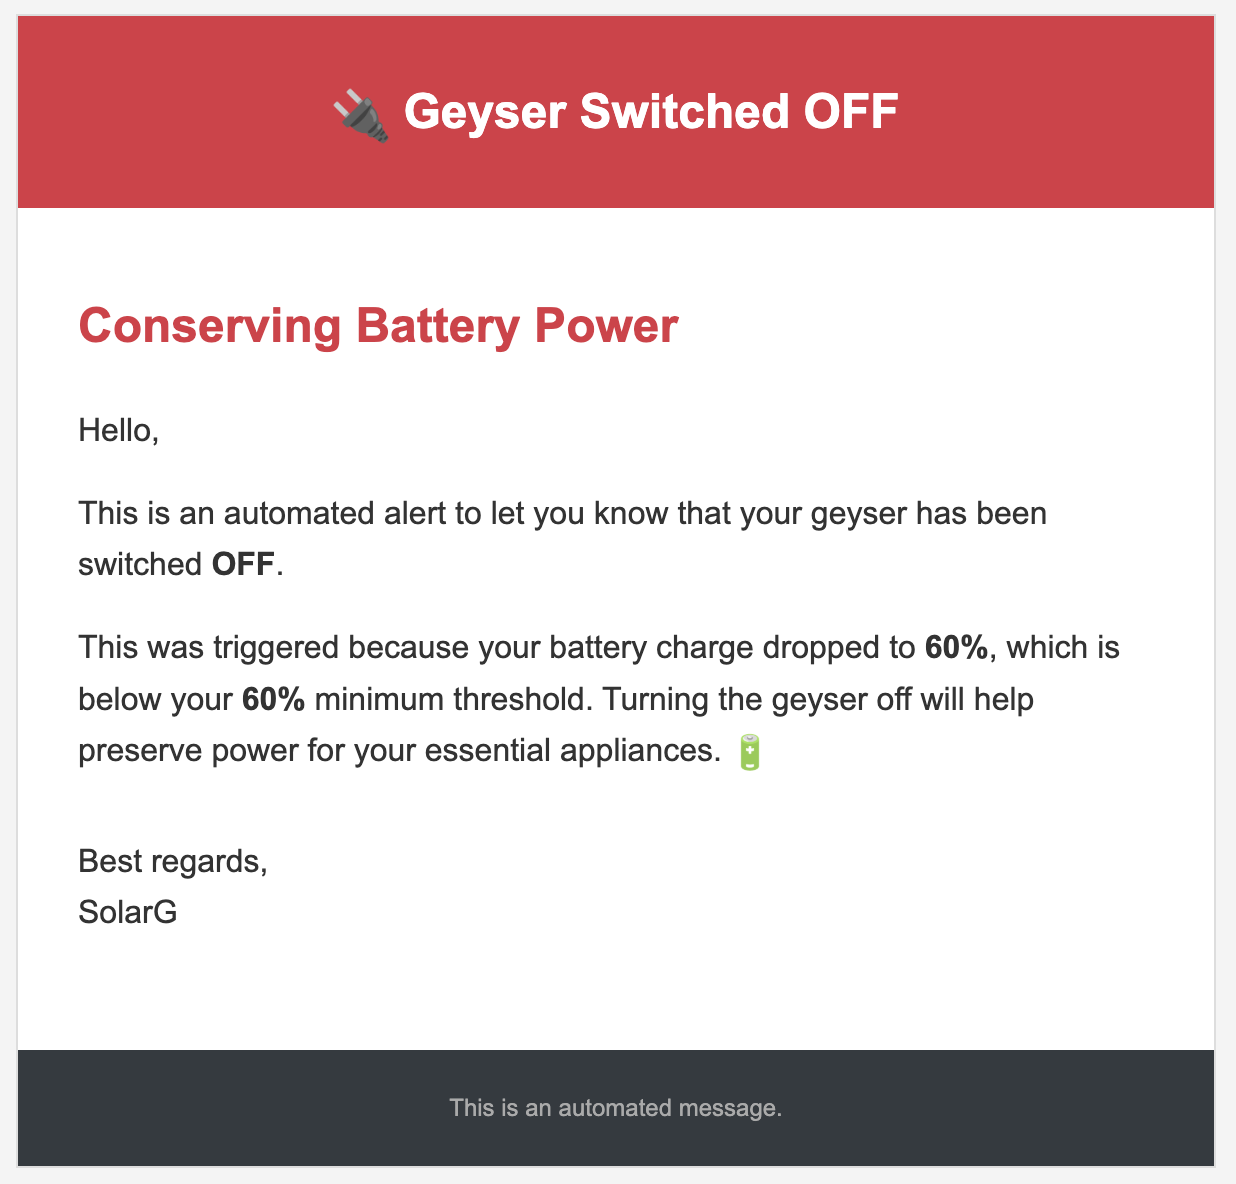 🔌 Geyser Switched OFF
Conserving Battery Power
Hello,
This is an automated alert to let you know that your geyser has been
switched OFF.
This was triggered because your battery charge dropped to 60%, which is
below your 60% minimum threshold. Turning the geyser off will help
preserve power for your essential appliances. 🔋
Best regards,
SolarG
This is an automated message.